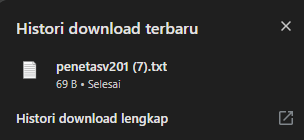 Histori download terbaru
penetasv201 (7).txt
69 B • Selesai
Histori download lengkap